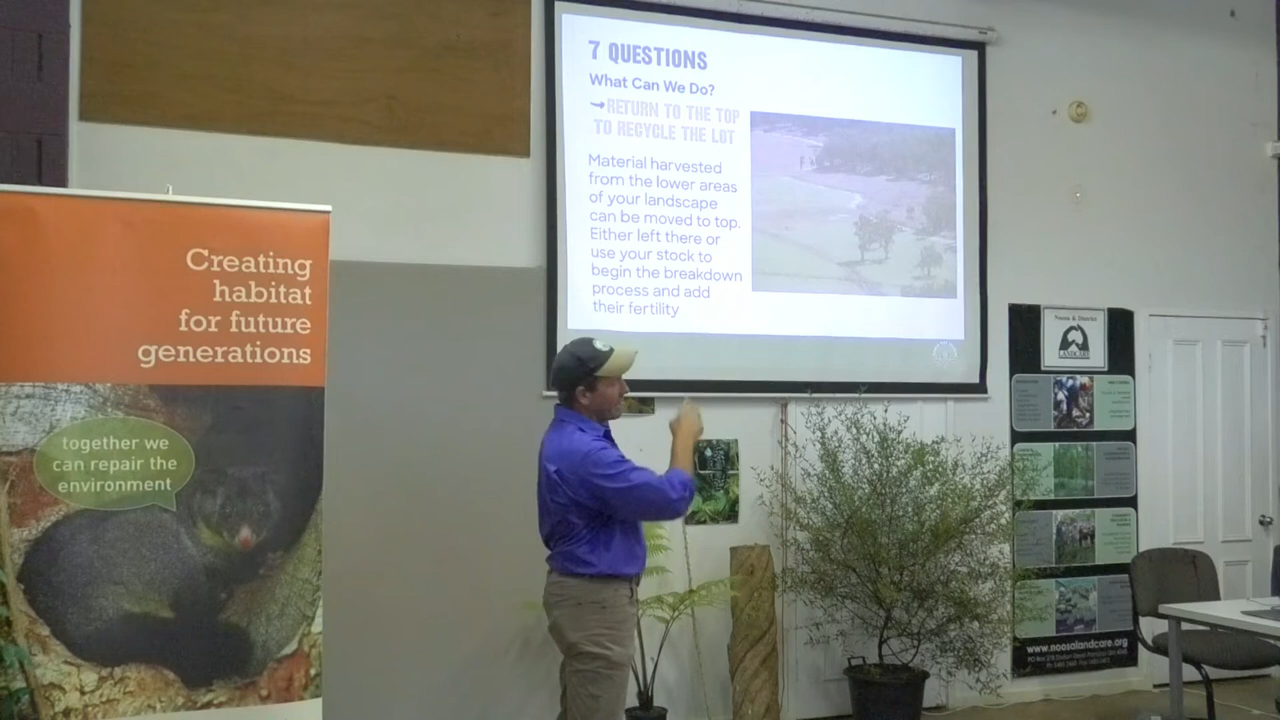 7 QUESTIONS
What Can We Do?
→RETURN TO THE TOP
TO RECYCLE THE LOT
Material harvested
from the lower areas
of your landscape
can be moved to top.
Either left there or
use your stock to
begin the breakdown
process and add
their fertility
Creating
habitat
for future
generations
together we
can repair the
environment
Noosa & District
LANDCARE
www.noosalandcare.org